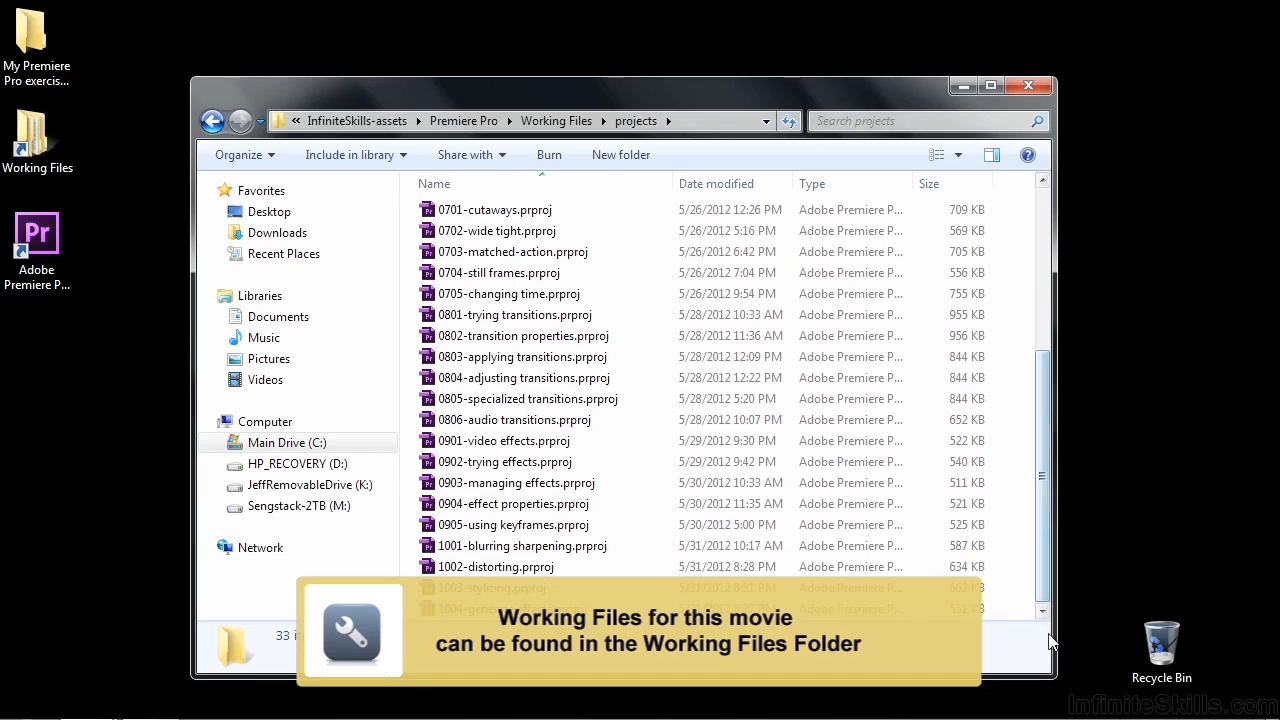 My Premiere
Pro exercis...
Working Files
Pr
Adobe
Premiere P...
« InfiniteSkills-assets Premiere Pro Working Files projects
Search projects
Organize Include in library Share with Burn New folder
Favorites
Desktop
Downloads
Recent Places
Libraries
Documents
Music
Pictures
Videos
Computer
Main Drive (C:)
HP_RECOVERY (D:)
JeffRemovableDrive (K:)
Sengstack-2TB (M:)
Network
Name Date modified Type Size
0701-cutaways.prproj 5/26/2012 12:26 PM Adobe Premiere P... 709 KB
0702-wide tight.prproj 5/26/2012 5:16 PM Adobe Premiere P... 569 KB
0703-matched-action.prproj 5/26/2012 6:42 PM Adobe Premiere P... 705 KB
0704-still frames.prproj 5/26/2012 7:04 PM Adobe Premiere P... 556 KB
0705-changing time.prproj 5/26/2012 9:54 PM Adobe Premiere P... 755 KB
0801-trying transitions.prproj 5/28/2012 10:33 AM Adobe Premiere P... 955 KB
0802-transition properties.prproj 5/28/2012 11:36 AM Adobe Premiere P... 956 KB
0803-applying transitions.prproj 5/28/2012 12:09 PM Adobe Premiere P... 844 KB
0804-adjusting transitions.prproj 5/28/2012 12:22 PM Adobe Premiere P... 844 KB
0805-specialized transitions.prproj 5/28/2012 5:20 PM Adobe Premiere P... 844 KB
0806-audio transitions.prproj 5/28/2012 10:07 PM Adobe Premiere P... 652 KB
0901-video effects.prproj 5/29/2012 9:30 PM Adobe Premiere P... 522 KB
0902-trying effects.prproj 5/29/2012 9:42 PM Adobe Premiere P... 540 KB
0903-managing effects.prproj 5/30/2012 10:33 AM Adobe Premiere P... 511 KB
0904-effect properties.prproj 5/30/2012 11:35 AM Adobe Premiere P... 521 KB
0905-using keyframes.prproj 5/30/2012 5:00 PM Adobe Premiere P... 525 KB
1001-blurring sharpening.prproj 5/31/2012 10:17 AM Adobe Premiere P... 587 KB
1002-distorting.prproj 5/31/2012 8:28 PM Adobe Premiere P... 634 KB
1003-stylizing.prproj 5/31/2012 8:31 PM Adobe Premiere P... 662 KB
33
Working Files for this movie
can be found in the Working Files Folder
Recycle Bin
InfiniteSkills.com